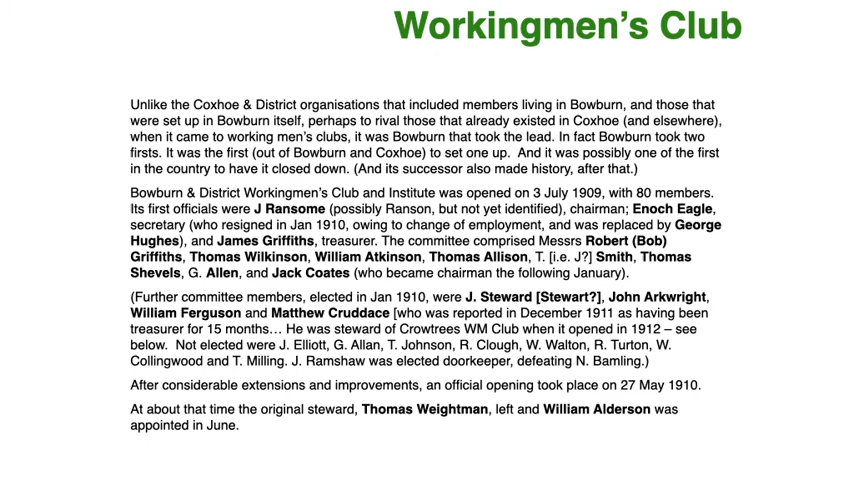 Workingmen's Club
Unlike the Coxhoe & District organisations that included members living in Bowburn, and those that
were set up in Bowburn itself, perhaps to rival those that already existed in Coxhoe (and elsewhere),
when it came to working men's clubs, it was Bowburn that took the lead. In fact Bowburn took two
firsts. It was the first (out of Bowburn and Coxhoe) to set one up.  And it was possibly one of the first
in the country to have it closed down. (And its successor also made history, after that.)
Bowburn & District Workingmen's Club and Institute was opened on 3 July 1909, with 80 members.
Its first officials were J Ransome (possibly Ranson, but not yet identified), chairman; Enoch Eagle,
secretary (who resigned in Jan 1910, owing to change of employment, and was replaced by George
Hughes), and James Griffiths, treasurer. The committee comprised Messrs Robert (Bob)
Griffiths, Thomas Wilkinson, William Atkinson, Thomas Allison, T. [i.e. J?] Smith, Thomas
Shevels, G. Allen, and Jack Coates (who became chairman the following January).
(Further committee members, elected in Jan 1910, were J. Steward [Stewart?], John Arkwright,
William Ferguson and Matthew Cruddace [who was reported in December 1911 as having been
treasurer for 15 months… He was steward of Crowtrees WM Club when it opened in 1912 – see
below.  Not elected were J. Elliott, G. Allan, T. Johnson, R. Clough, W. Walton, R. Turton, W.
Collingwood and T. Milling. J. Ramshaw was elected doorkeeper, defeating N. Bamling.)
After considerable extensions and improvements, an official opening took place on 27 May 1910.
At about that time the original steward, Thomas Weightman, left and William Alderson was
appointed in June.